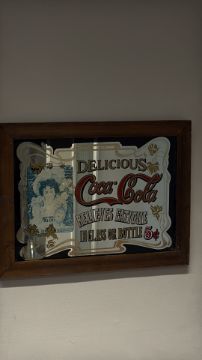 DELICIOUS
Coca-Cola
RELIEVES FATIGUE
IN GLASS OR BOTTLE 5¢